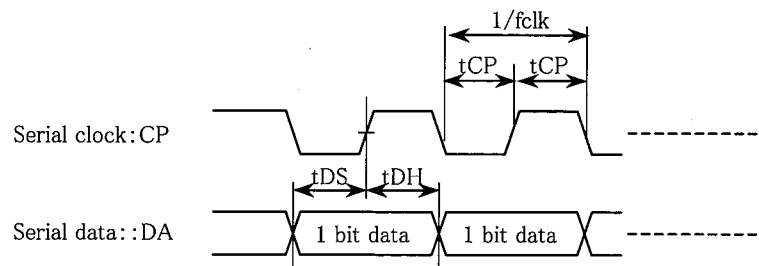 1/fclk
tCP tCP
Serial clock:CP
tDS tDH
Serial data::DA
1 bit data 1 bit data